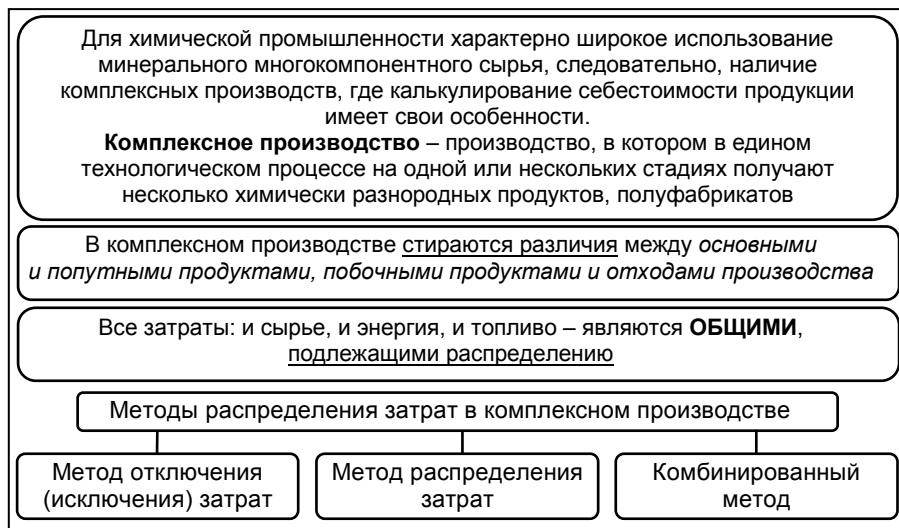 Для химической промышленности характерно широкое использование
минерального многокомпонентного сырья, следовательно, наличие
комплексных производств, где калькулирование себестоимости продукции
имеет свои особенности.
Комплексное производство – производство, в котором в едином
технологическом процессе на одной или нескольких стадиях получают
несколько химически разнородных продуктов, полуфабрикатов
В комплексном производстве стираются различия между основными
и попутными продуктами, побочными продуктами и отходами производства
Все затраты: и сырье, и энергия, и топливо – являются ОБЩИМИ,
подлежащими распределению
Методы распределения затрат в комплексном производстве
Метод отключения
(исключения) затрат
Метод распределения
затрат
Комбинированный
метод